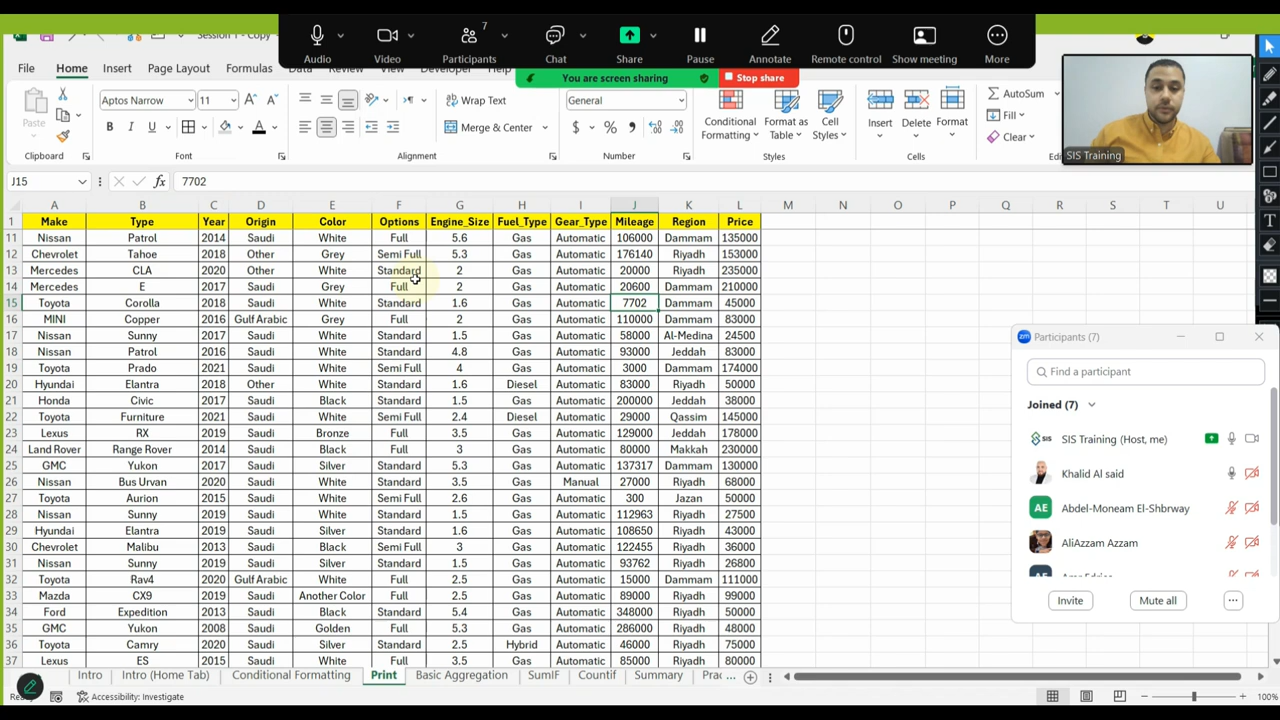 7
Audio Video Participants Chat Share Pause Annotate Remote control Show meeting More
You are screen sharing Stop share
File Home Insert Page Layout Formulas
Aptos Narrow 11 Wrap Text General AutoSum
Fill
Paste B I U Merge & Center Conditional Formatting Format as Table Cell Styles Insert Delete Format Clear
Clipboard Font Alignment Number Styles Cells
SIS Training
J15 fx 7702
A B C D E F G H I J K L M N O P Q R S T U
1 Make Type Year Origin Color Options Engine_Size Fuel_Type Gear_Type Mileage Region Price
11 Nissan Patrol 2014 Saudi White Full 5.6 Gas Automatic 106000 Dammam 135000
12 Chevrolet Tahoe 2018 Other Grey Semi Full 5.3 Gas Automatic 176140 Riyadh 153000
13 Mercedes CLA 2020 Other White Standard 2 Gas Automatic 20000 Riyadh 235000
14 Mercedes E 2017 Saudi Grey Full 2 Gas Automatic 20600 Riyadh 210000
15 Toyota Corolla 2018 Saudi White Standard 1.6 Gas Automatic 7702 Dammam 45000
16 MINI Copper 2016 Gulf Arabic Grey Full 2 Gas Automatic 110000 Dammam 83000
17 Nissan Sunny 2017 Saudi White Standard 1.5 Gas Automatic 58000 Al-Medina 24500
18 Nissan Patrol 2016 Saudi White Standard 4.8 Gas Automatic 93000 Jeddah 83000
19 Toyota Prado 2021 Saudi White Semi Full 4 Gas Automatic 3000 Dammam 174000
20 Hyundai Elantra 2018 Other White Standard 1.6 Diesel Automatic 83000 Riyadh 50000
21 Honda Civic 2017 Saudi Black Standard 1.5 Gas Automatic 200000 Jeddah 38000
22 Toyota Furniture 2021 Saudi White Semi Full 2.4 Diesel Automatic 29000 Qassim 145000
23 Lexus RX 2019 Saudi Bronze Full 3.5 Gas Automatic 129000 Jeddah 178000
24 Land Rover Range Rover 2014 Saudi Black Full 3 Gas Automatic 80000 Makkah 230000
25 GMC Yukon 2017 Saudi Silver Standard 5.3 Gas Automatic 137317 Dammam 130000
26 Nissan Bus Urvan 2020 Saudi White Standard 3.5 Gas Manual 27000 Riyadh 68000
27 Toyota Aurion 2015 Saudi White Semi Full 2.6 Gas Automatic 300 Jazan 50000
28 Nissan Sunny 2019 Saudi White Standard 1.5 Gas Automatic 112963 Riyadh 27500
29 Hyundai Elantra 2019 Saudi Silver Standard 1.6 Gas Automatic 108650 Riyadh 43000
30 Chevrolet Malibu 2013 Saudi Black Semi Full 3 Gas Automatic 122455 Riyadh 36000
31 Nissan Sunny 2019 Saudi Silver Standard 1.5 Gas Automatic 93762 Riyadh 26800
32 Toyota Rav4 2020 Gulf Arabic White Full 2.5 Gas Automatic 15000 Dammam 111000
33 Mazda CX9 2019 Saudi Another Color Full 2.5 Gas Automatic 89000 Riyadh 99000
34 Ford Expedition 2013 Saudi Black Standard 5.4 Gas Automatic 348000 Riyadh 50000
35 GMC Yukon 2008 Saudi Golden Full 5.3 Gas Automatic 286000 Riyadh 48000
36 Toyota Camry 2020 Saudi Silver Standard 2.5 Hybrid Automatic 46000 Riyadh 75000
37 Lexus ES 2015 Saudi White Full 3.5 Gas Automatic 85000 Riyadh 80000
Participants (7)
Find a participant
Joined (7)
SIS SIS Training (Host, me)
Khalid Al said
AE Abdel-Moneam El-Shbrway
AliAzzam Azzam
Invite Mute all
Intro Intro (Home Tab) Conditional Formatting Print Basic Aggregation SumIF Countif Summary Prac ...
Accessibility: Investigate 100%